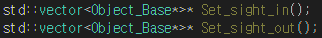 std::vector<Object_Base*>* Set_sight_in();
std::vector<Object_Base*>* Set_sight_out();